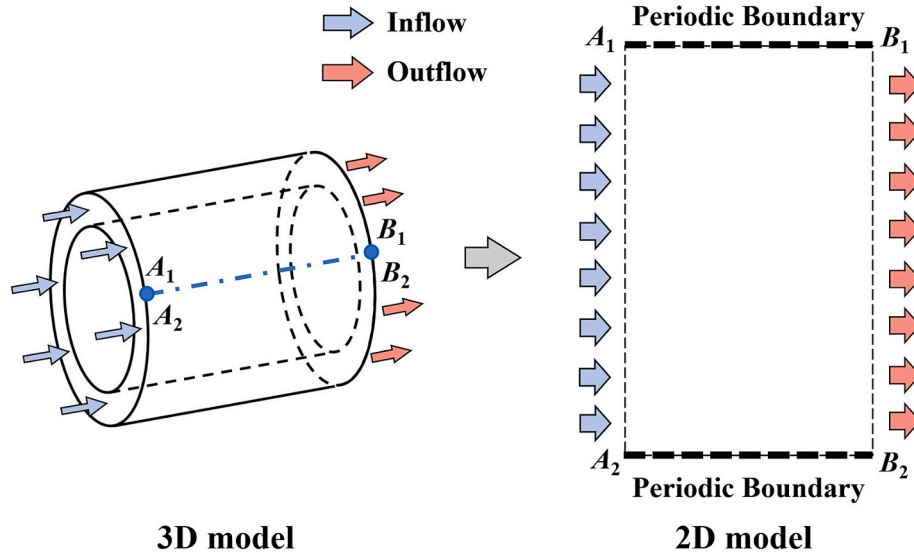 Inflow
Outflow
A₁
A₂
B₁
B₂
3D model
Periodic Boundary
A₁
B₁
A₂
B₂
Periodic Boundary
2D model